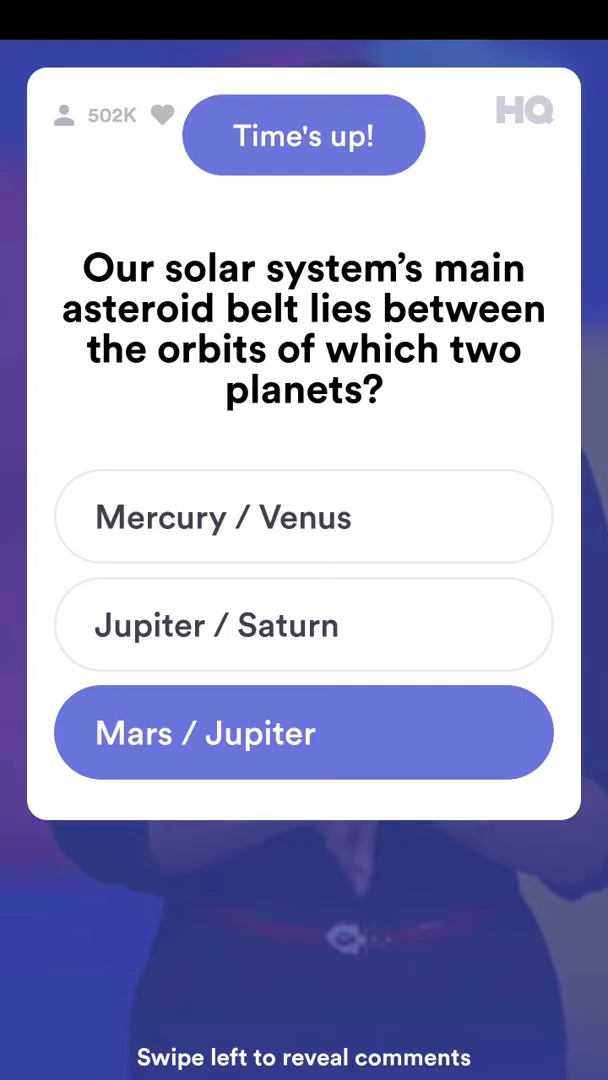 502K
Time's up!
HQ
Our solar system’s main
asteroid belt lies between
the orbits of which two
planets?
Mercury / Venus
Jupiter / Saturn
Mars / Jupiter
Swipe left to reveal comments